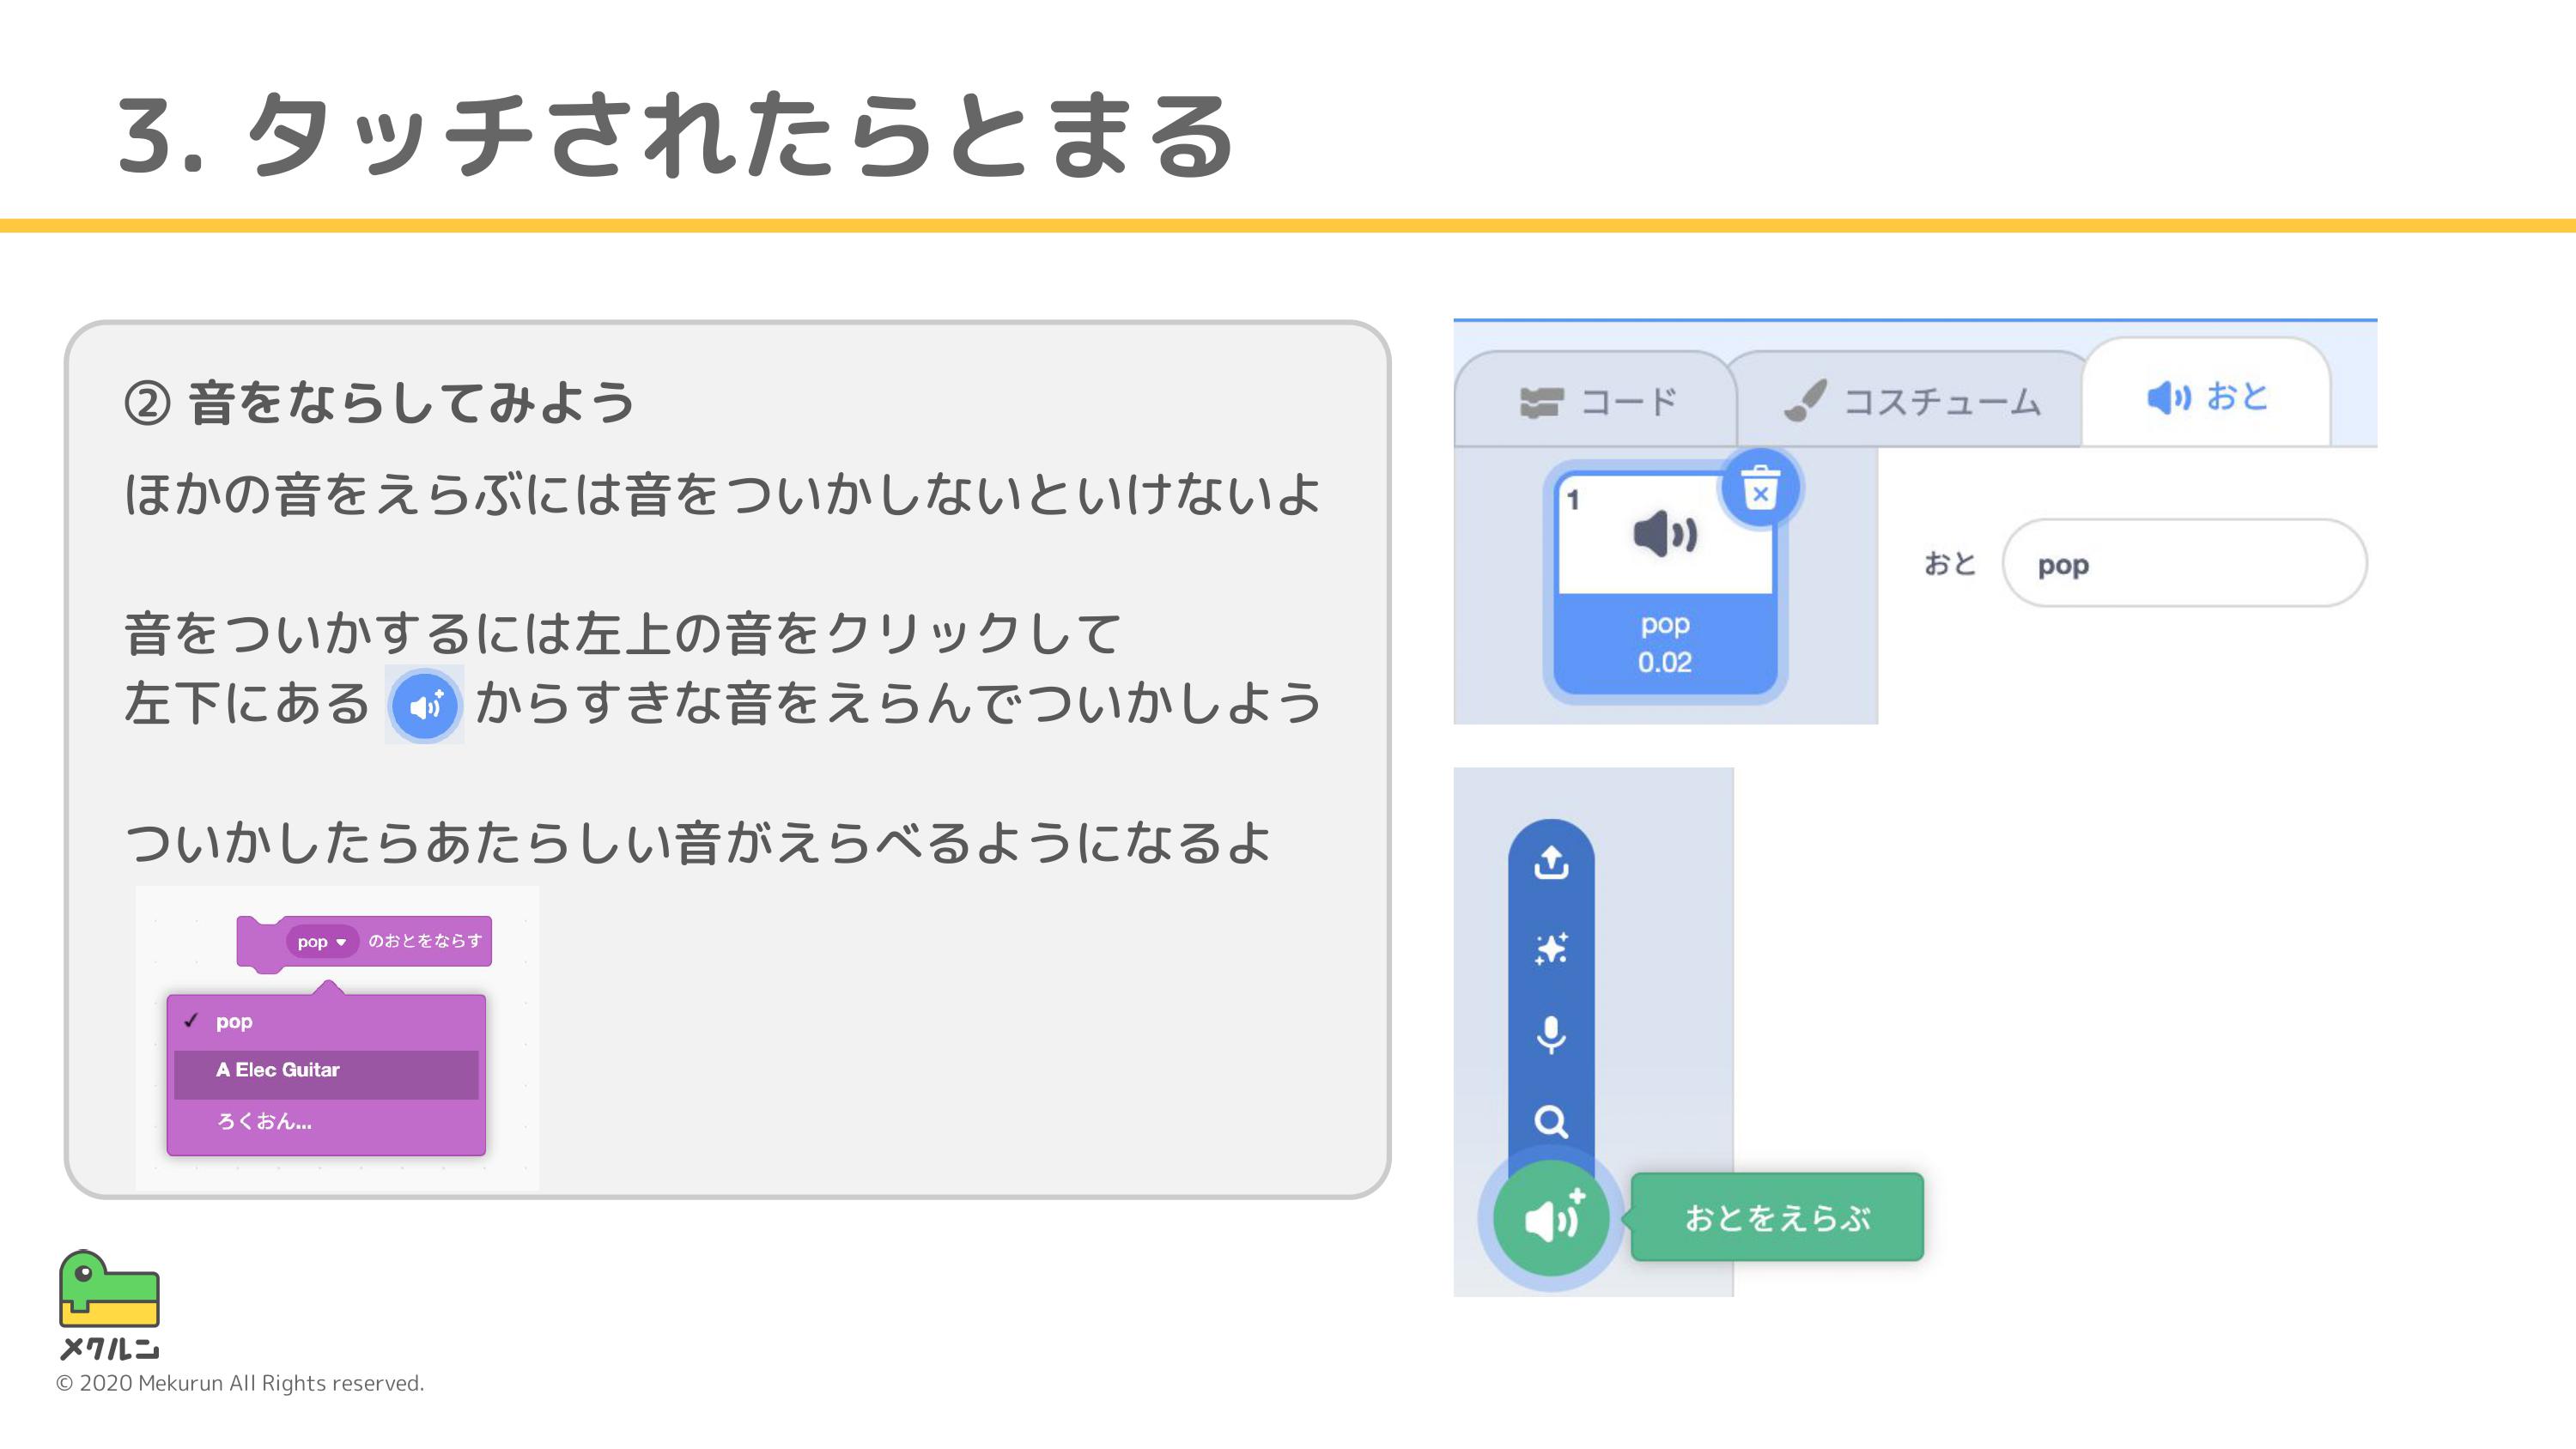 3. タッチされたらとまる
② 音をならしてみよう
ほかの音をえらぶには音をついかしないといけないよ
音をついかするには左上の音をクリックして
左下にある からすきな音をえらんでついかしよう
ついかしたらあたらしい音がえらべるようになるよ
pop のおとをならす
✓ pop
A Elec Guitar
ろくおん...
コード コスチューム おと
1
pop
0.02
おと pop
おとをえらぶ
メクルン
© 2020 Mekurun All Rights reserved.